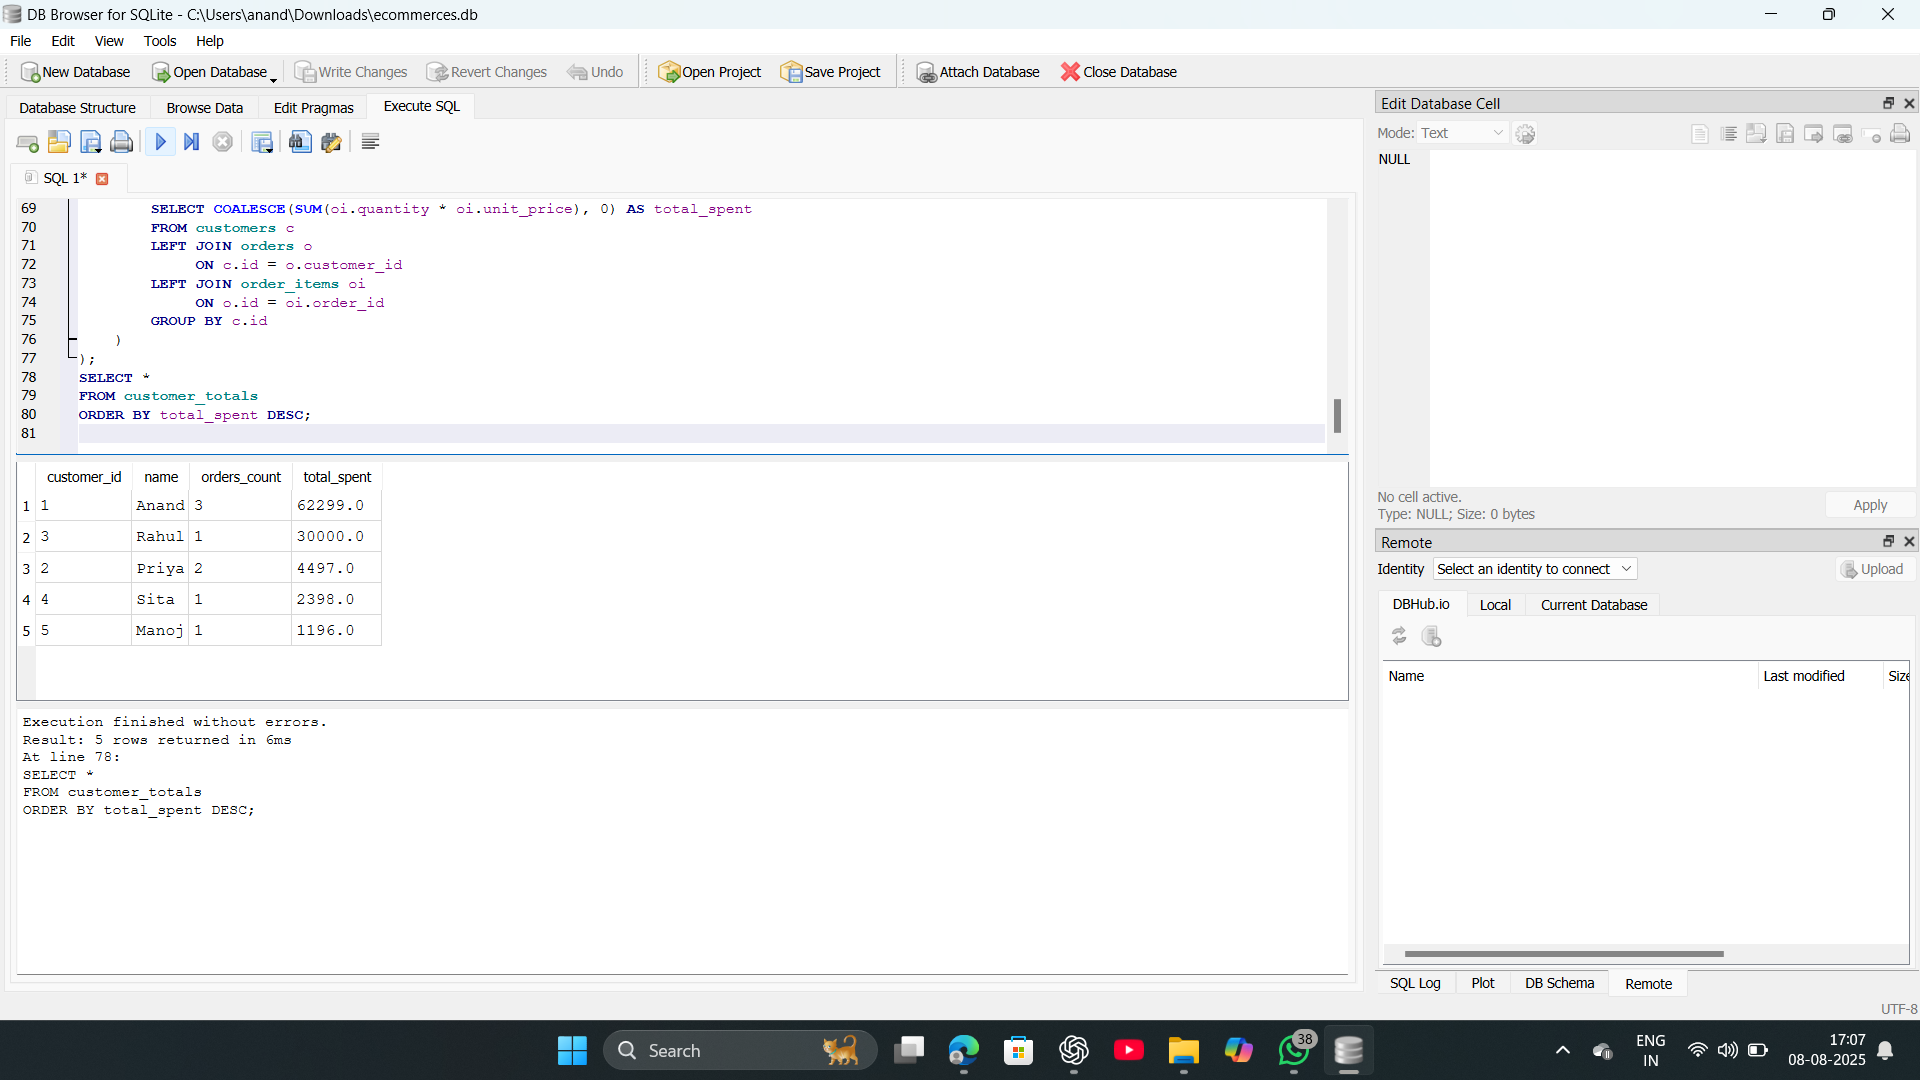 DB Browser for SQLite - C:\Users\anand\Downloads\ecommerces.db
File Edit View Tools Help
New Database Open Database Write Changes Revert Changes Undo Open Project Save Project Attach Database Close Database
Database Structure Browse Data Edit Pragmas Execute SQL
SQL 1*
69 SELECT COALESCE(SUM(oi.quantity * oi.unit_price), 0) AS total_spent
70 FROM customers c
71 LEFT JOIN orders o
72 ON c.id = o.customer_id
73 LEFT JOIN order_items oi
74 ON o.id = oi.order_id
75 GROUP BY c.id
76 )
77 );
78 SELECT *
79 FROM customer_totals
80 ORDER BY total_spent DESC;
81
customer_id name orders_count total_spent
1 1 Anand 3 62299.0
2 3 Rahul 1 30000.0
3 2 Priya 2 4497.0
4 4 Sita 1 2398.0
5 5 Manoj 1 1196.0
Execution finished without errors.
Result: 5 rows returned in 6ms
At line 78:
SELECT *
FROM customer_totals
ORDER BY total_spent DESC;
Edit Database Cell
Mode: Text
NULL
No cell active.
Type: NULL; Size: 0 bytes
Apply
Remote
Identity Select an identity to connect Upload
DBHub.io Local Current Database
Name Last modified Size
SQL Log Plot DB Schema Remote
UTF-8
Search
38
ENG
IN
17:07
08-08-2025